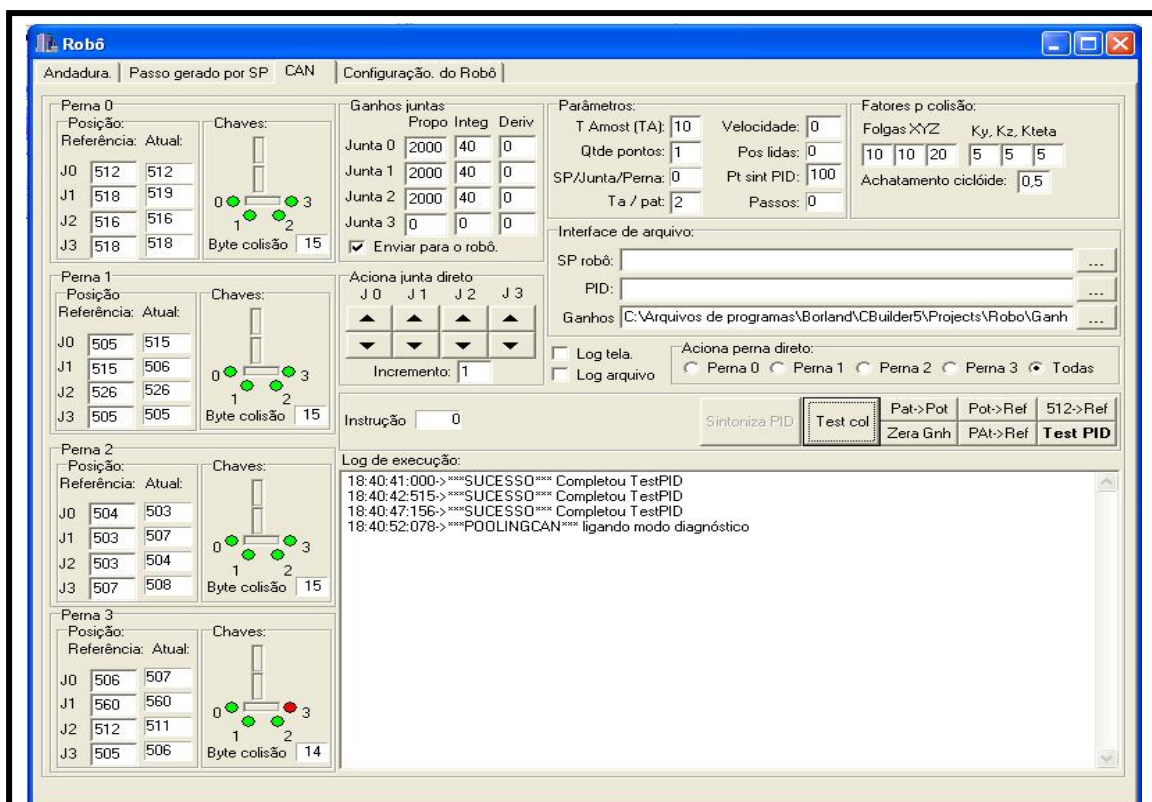 Robô
Andadura. Passo gerado por SP CAN Configuração. do Robô
Perna 0
Posição:
Referência: Atual:
J0 512 512
J1 518 519
J2 516 516
J3 518 518
Chaves:
0 3
1 2
Byte colisão 15
Perna 1
Posição
Referência: Atual:
J0 505 515
J1 515 506
J2 526 526
J3 505 505
Chaves:
0 3
1 2
Byte colisão 15
Perna 2
Posição:
Referência: Atual:
J0 504 503
J1 503 507
J2 503 504
J3 507 508
Chaves:
0 3
1 2
Byte colisão 15
Perna 3
Posição:
Referência: Atual:
J0 506 507
J1 560 560
J2 512 511
J3 505 506
Chaves:
0 3
1 2
Byte colisão 14
Ganhos juntas
Propo Integ Deriv
Junta 0 2000 40 0
Junta 1 2000 40 0
Junta 2 2000 40 0
Junta 3 0 0 0
Enviar para o robô.
Aciona junta direto
J 0 J 1 J 2 J 3
Incremento: 1
Parâmetros:
T Amost (TA): 10 Velocidade: 0
Qtde pontos: 1 Pos lidas: 0
SP/Junta/Perna: 0 Pt sint PID: 100
Ta / pat: 2 Passos: 0
Fatores p colisão:
Folgas XYZ Ky, Kz, Kteta
10 10 20 5 5 5
Achatamento ciclóide: 0,5
Interface de arquivo:
SP robô: ...
PID: ...
Ganhos C:\Arquivos de programas\Borland\CBuilder5\Projects\Robo\Ganh ...
Log tela.
Log arquivo
Aciona perna direto:
Perna 0 Perna 1 Perna 2 Perna 3 Todas
Instrução 0
Sintoniza PID Test col Pat->Pot Pot->Ref 512->Ref
Zera Gnh PAt->Ref Test PID
Log de execução:
18:40:41:000->***SUCESSO*** Completou TestPID
18:40:42:515->***SUCESSO*** Completou TestPID
18:40:47:156->***SUCESSO*** Completou TestPID
18:40:52:078->***POOLINGCAN*** ligando modo diagnóstico